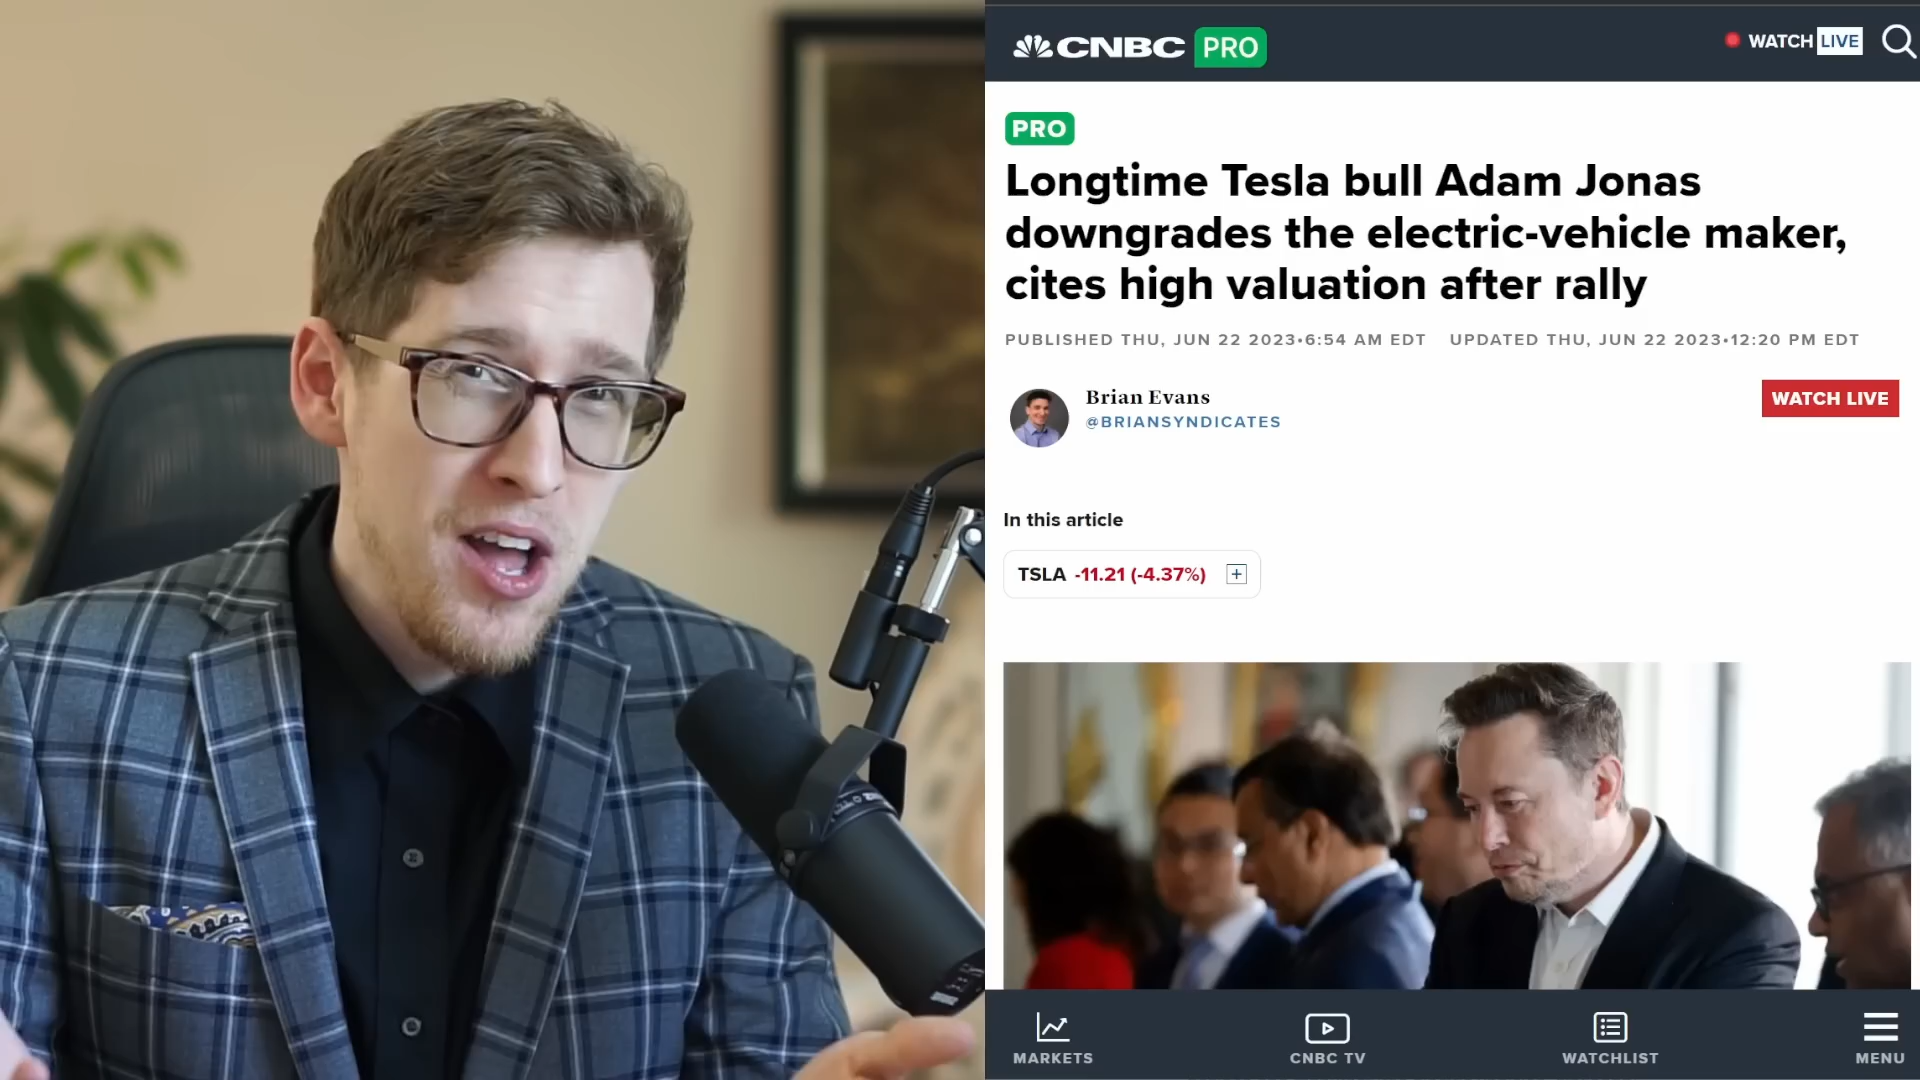 CNBC PRO
WATCH LIVE
PRO
Longtime Tesla bull Adam Jonas
downgrades the electric-vehicle maker,
cites high valuation after rally
PUBLISHED THU, JUN 22 2023•6:54 AM EDT UPDATED THU, JUN 22 2023•12:20 PM EDT
Brian Evans
@BRIANSYNDICATES
WATCH LIVE
In this article
TSLA -11.21 (-4.37%) +
MARKETS
CNBC TV
WATCHLIST
MENU